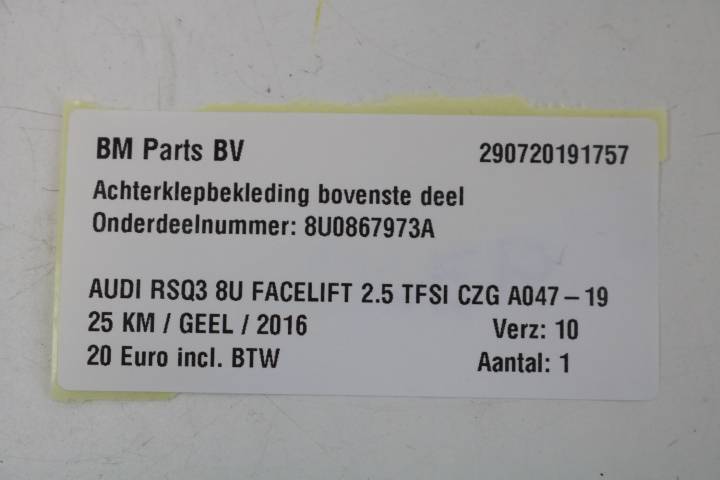 BM Parts BV 290720191757
Achterklepbekleding bovenste deel
Onderdeelnummer: 8U0867973A
AUDI RSQ3 8U FACELIFT 2.5 TFSI CZG A047-19
25 KM / GEEL / 2016 Verz: 10
20 Euro incl. BTW Aantal: 1